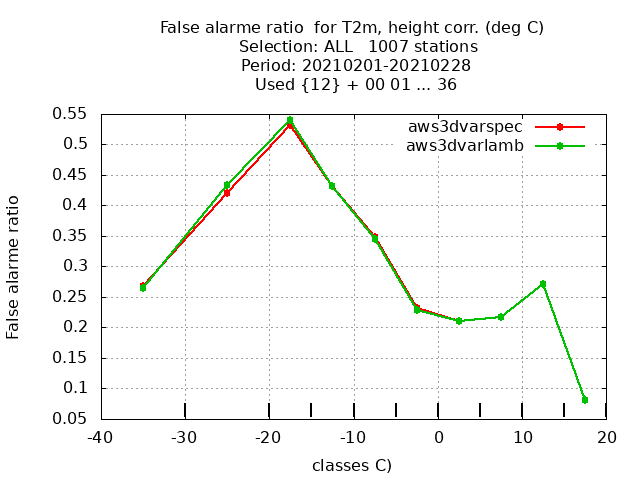 False alarme ratio  for T2m, height corr. (deg C)
Selection: ALL   1007 stations
Period: 20210201-20210228
Used {12} + 00 01 ... 36
aws3dvarspec
aws3dvarlamb
False alarme ratio
0.55
0.5
0.45
0.4
0.35
0.3
0.25
0.2
0.15
0.1
0.05
-40 -30 -20 -10 0 10 20
classes C)